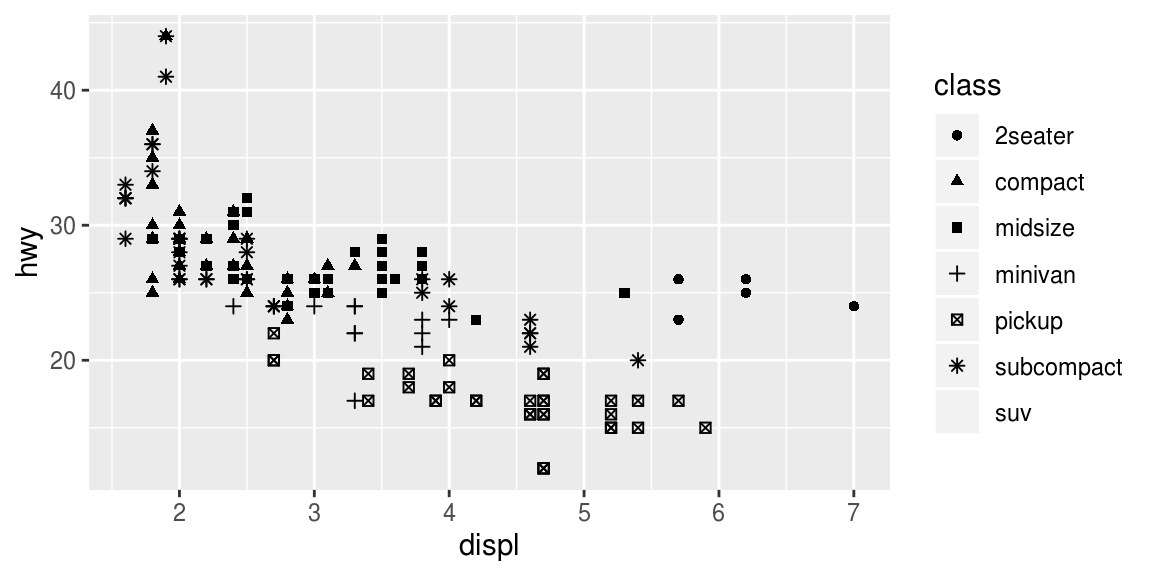 hwy
40
30
20
2 3 4 5 6 7
displ
class
2seater
compact
midsize
minivan
pickup
subcompact
suv